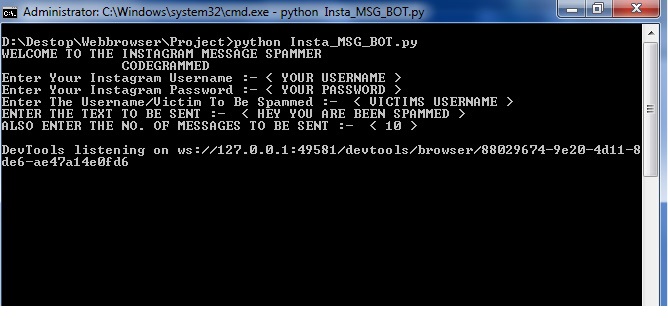 Administrator: C:\Windows\system32\cmd.exe - python  Insta_MSG_BOT.py
D:\Destop\Webbrowser\Project>python Insta_MSG_BOT.py
WELCOME TO THE INSTAGRAM MESSAGE SPAMMER
CODEGRAMMED
Enter Your Instagram Username :- < YOUR USERNAME >
Enter Your Instagram Password :- < YOUR PASSWORD >
Enter The Username/Victim To Be Spammed :-  < VICTIMS USERNAME >
ENTER THE TEXT TO BE SENT :-  < HEY YOU ARE BEEN SPAMMED >
ALSO ENTER THE NO. OF MESSAGES TO BE SENT :-  < 10 >
DevTools listening on ws://127.0.0.1:49581/devtools/browser/88029674-9e20-4d11-8
de6-ae47a14e0fd6